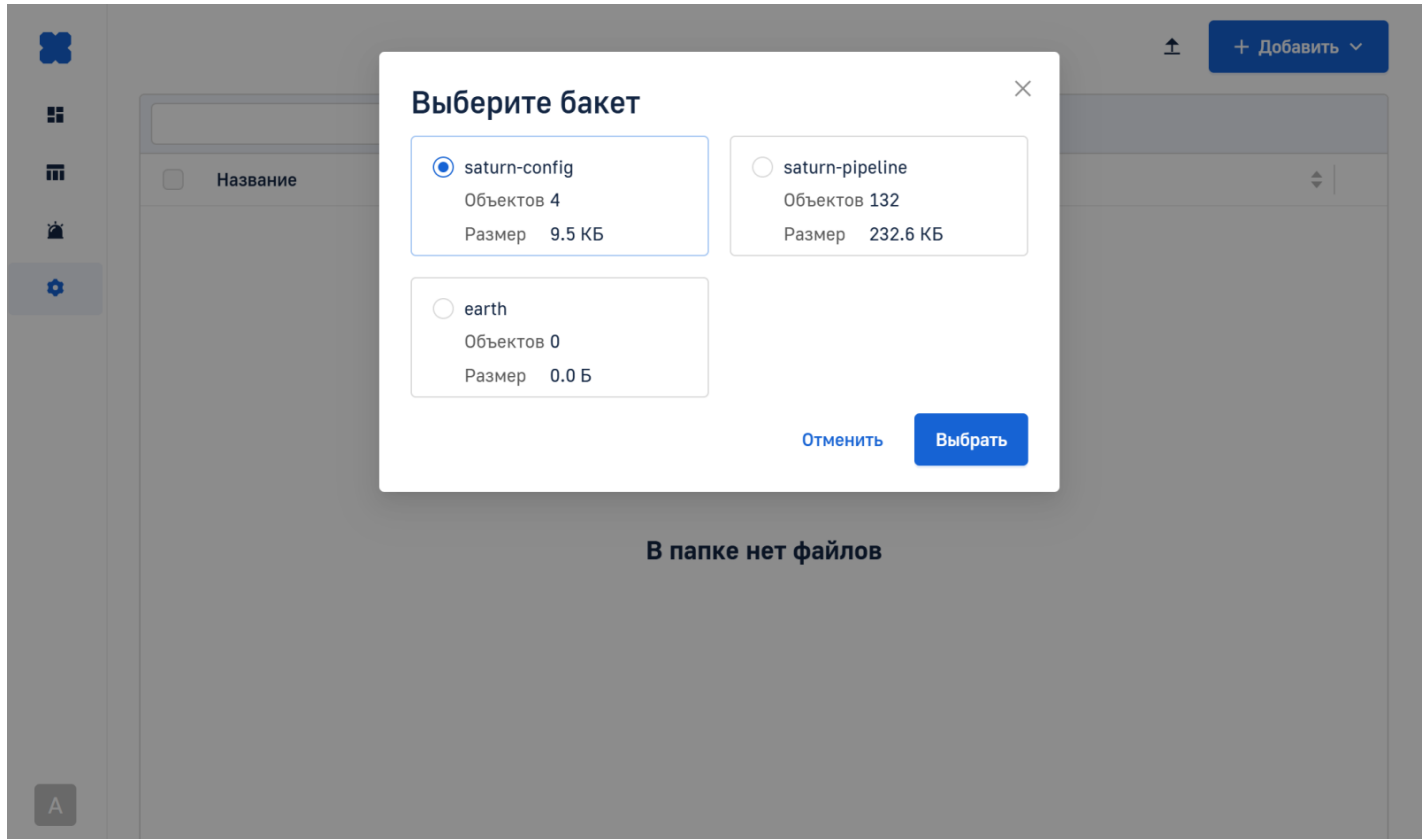 + Добавить
Выберите бакет
Название
saturn-config
Объектов 4
Размер 9.5 КБ
saturn-pipeline
Объектов 132
Размер 232.6 КБ
earth
Объектов 0
Размер 0.0 Б
Отменить
Выбрать
В папке нет файлов
A